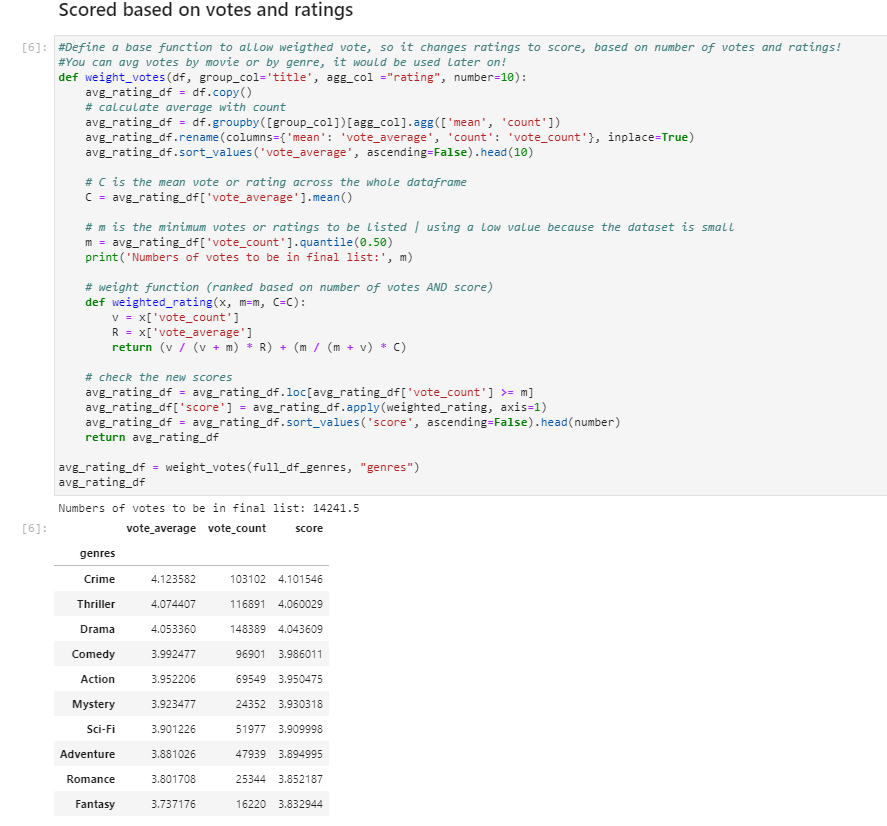 Scored based on votes and ratings
[6]: #Define a base function to allow weigthed vote, so it changes ratings to score, based on number of votes and ratings!
#You can avg votes by movie or by genre, it would be used later on!
def weight_votes(df, group_col='title', agg_col ="rating", number=10):
    avg_rating_df = df.copy()
    # calculate average with count
    avg_rating_df = df.groupby([group_col])[agg_col].agg(['mean', 'count'])
    avg_rating_df.rename(columns={'mean': 'vote_average', 'count': 'vote_count'}, inplace=True)
    avg_rating_df.sort_values('vote_average', ascending=False).head(10)
    # C is the mean vote or rating across the whole dataframe
    C = avg_rating_df['vote_average'].mean()
    # m is the minimum votes or ratings to be listed | using a low value because the dataset is small
    m = avg_rating_df['vote_count'].quantile(0.50)
    print('Numbers of votes to be in final list:', m)
    # weight function (ranked based on number of votes AND score)
    def weighted_rating(x, m=m, C=C):
        v = x['vote_count']
        R = x['vote_average']
        return (v / (v + m) * R) + (m / (m + v) * C)
    # check the new scores
    avg_rating_df = avg_rating_df.loc[avg_rating_df['vote_count'] >= m]
    avg_rating_df['score'] = avg_rating_df.apply(weighted_rating, axis=1)
    avg_rating_df = avg_rating_df.sort_values('score', ascending=False).head(number)
    return avg_rating_df
avg_rating_df = weight_votes(full_df_genres, "genres")
avg_rating_df
Numbers of votes to be in final list: 14241.5
[6]: vote_average vote_count score
genres
Crime 4.123582 103102 4.101546
Thriller 4.074407 116891 4.060029
Drama 4.053360 148389 4.043609
Comedy 3.992477 96901 3.986011
Action 3.952206 69549 3.950475
Mystery 3.923477 24352 3.930318
Sci-Fi 3.901226 51977 3.909998
Adventure 3.881026 47939 3.894995
Romance 3.801708 25344 3.852187
Fantasy 3.737176 16220 3.832944